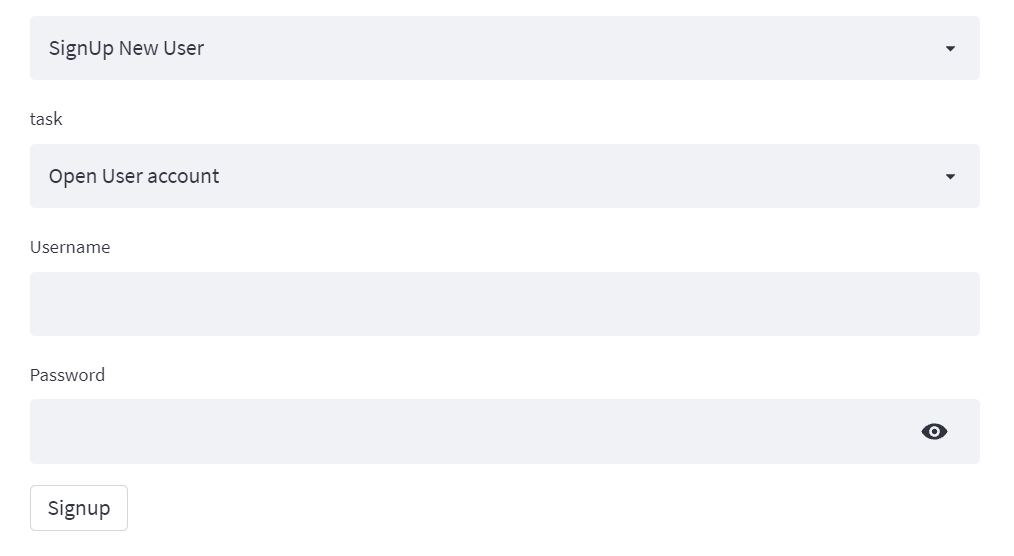 SignUp New User
task
Open User account
Username
Password
Signup